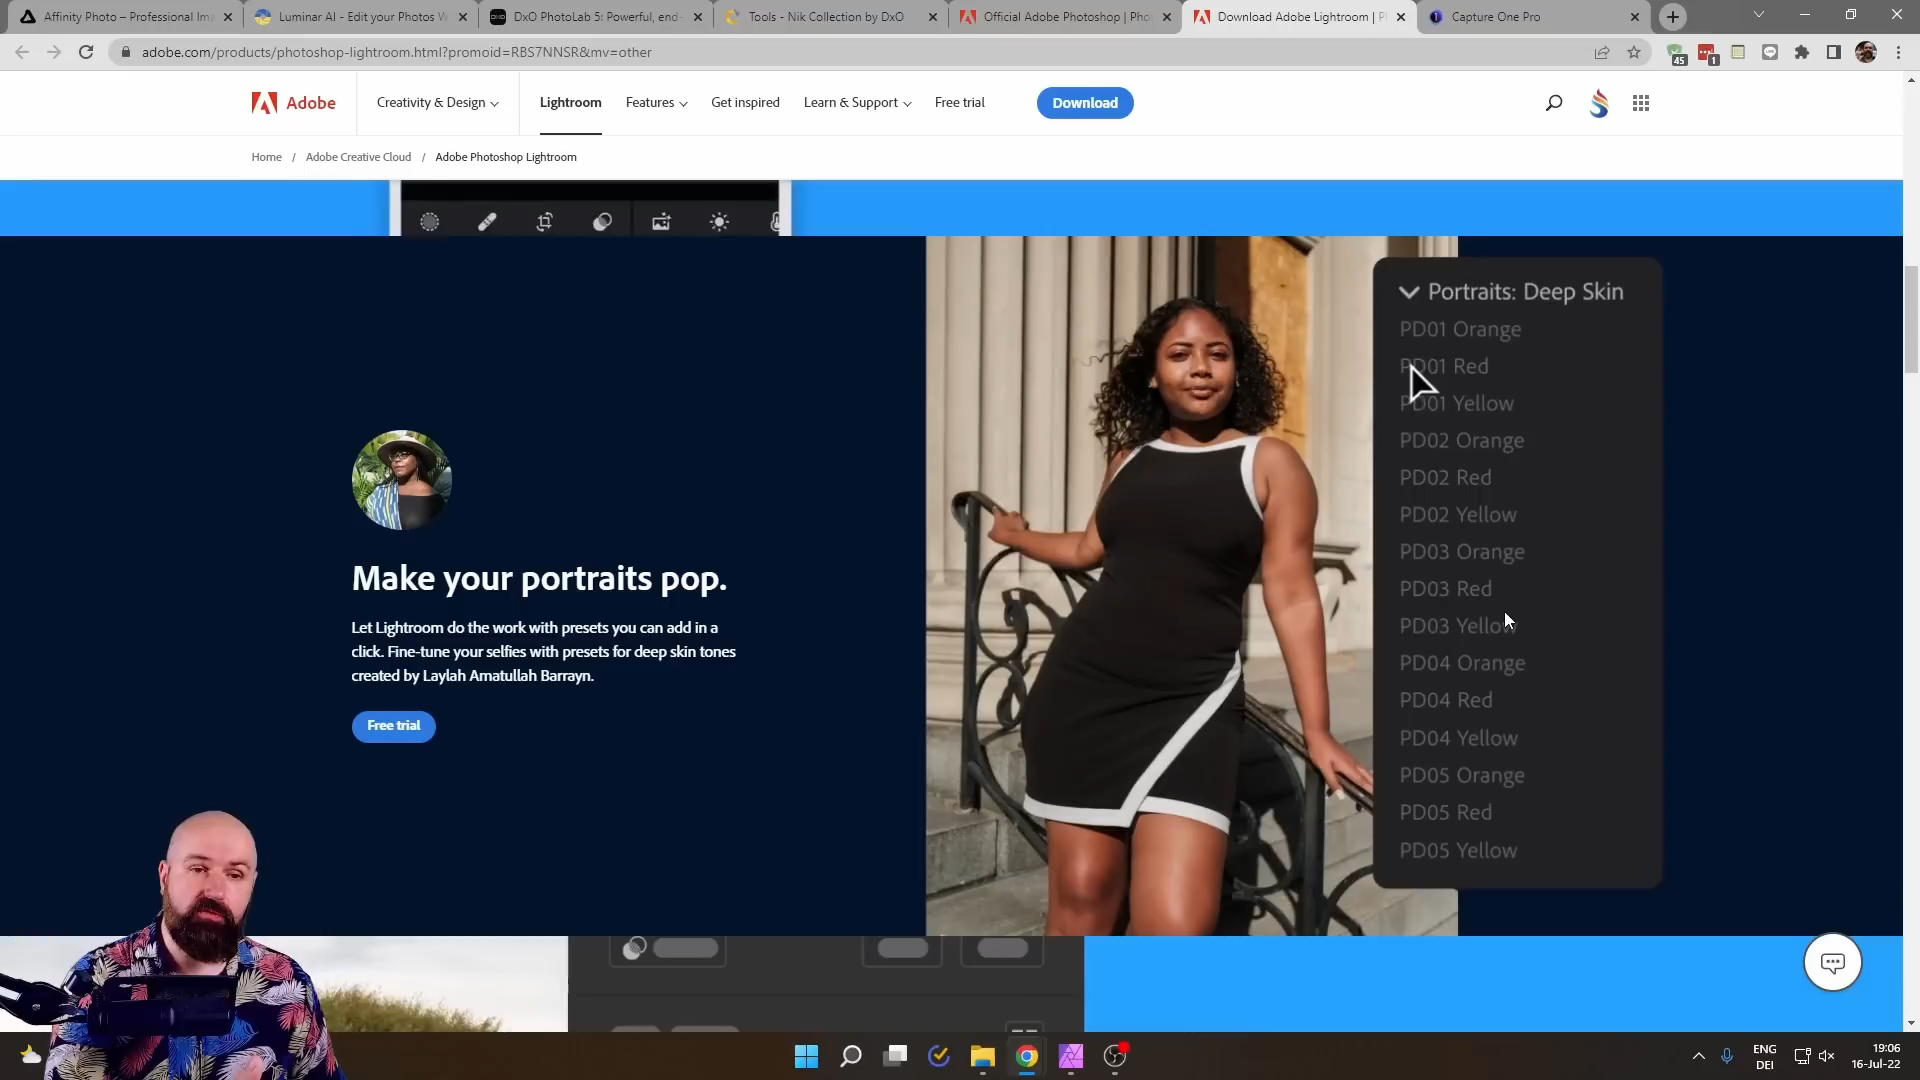 Affinity Photo – Professional Ima
Luminar AI - Edit your Photos W
DxO PhotoLab 5: Powerful, end-
Tools - Nik Collection by DxO
Official Adobe Photoshop | Pho
Download Adobe Lightroom | P
Capture One Pro
adobe.com/products/photoshop-lightroom.html?promoid=RBS7NNSR&mv=other
45
1
Adobe
Creativity & Design
Lightroom
Features
Get inspired
Learn & Support
Free trial
Download
Home / Adobe Creative Cloud / Adobe Photoshop Lightroom
Make your portraits pop.
Let Lightroom do the work with presets you can add in a
click. Fine-tune your selfies with presets for deep skin tones
created by Laylah Amatullah Barrayn.
Free trial
Portraits: Deep Skin
PD01 Orange
PD01 Red
PD01 Yellow
PD02 Orange
PD02 Red
PD02 Yellow
PD03 Orange
PD03 Red
PD03 Yellow
PD04 Orange
PD04 Red
PD04 Yellow
PD05 Orange
PD05 Red
PD05 Yellow
ENG
DEI
19:06
16-Jul-22